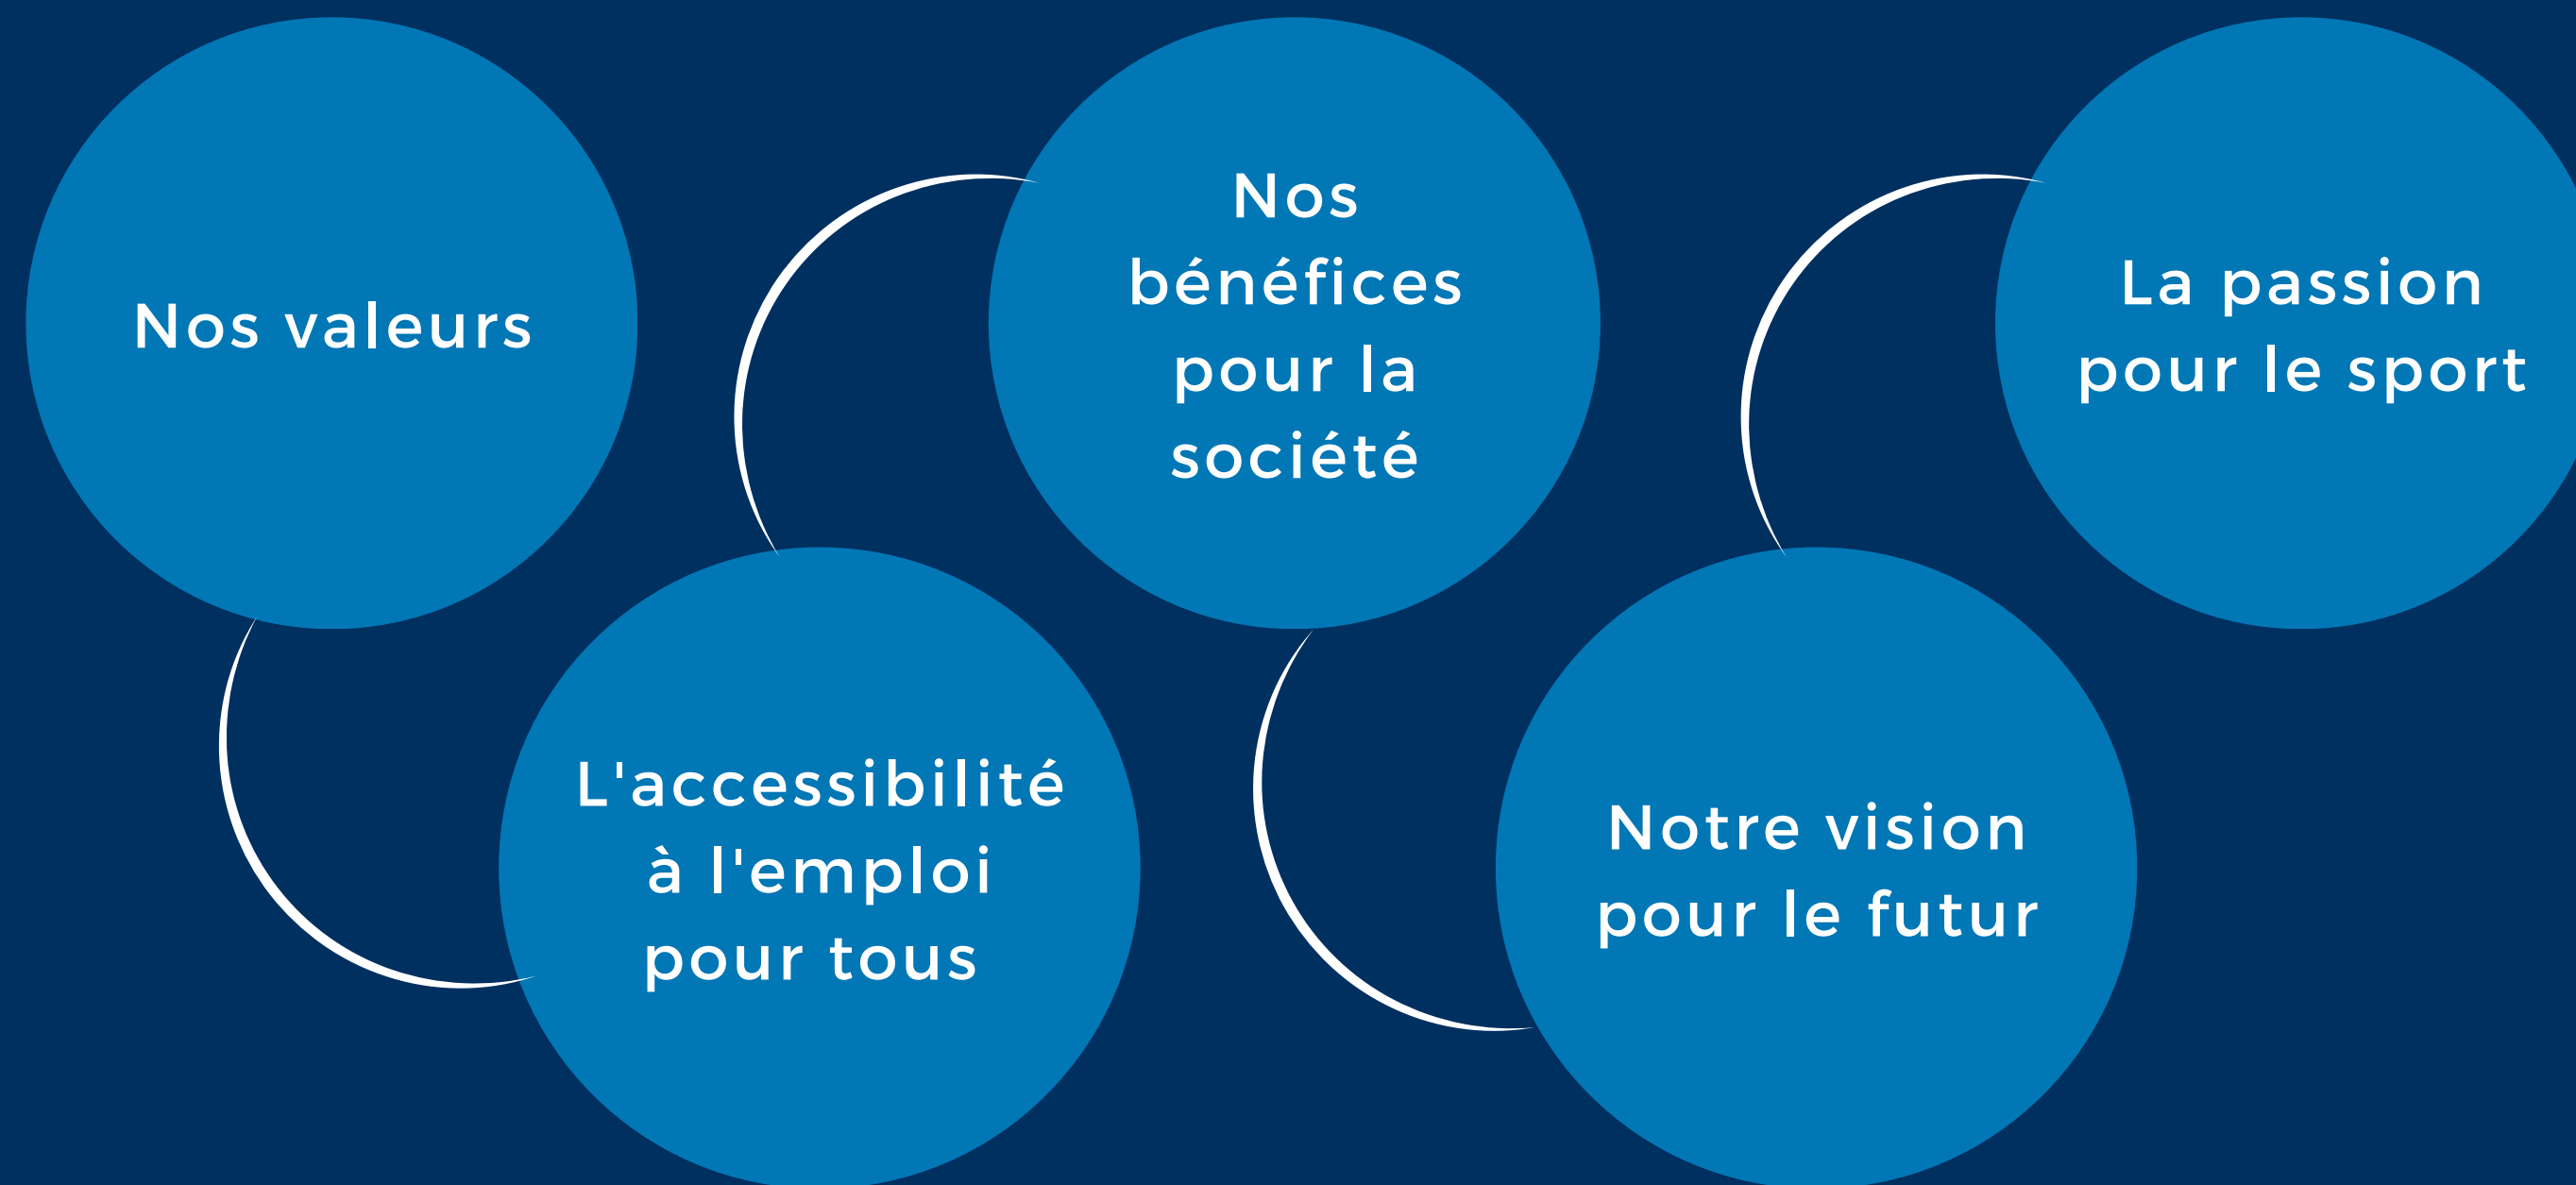 Nos valeurs
L'accessibilité
à l'emploi
pour tous
Nos
bénéfices
pour la
société
Notre vision
pour le futur
La passion
pour le sport